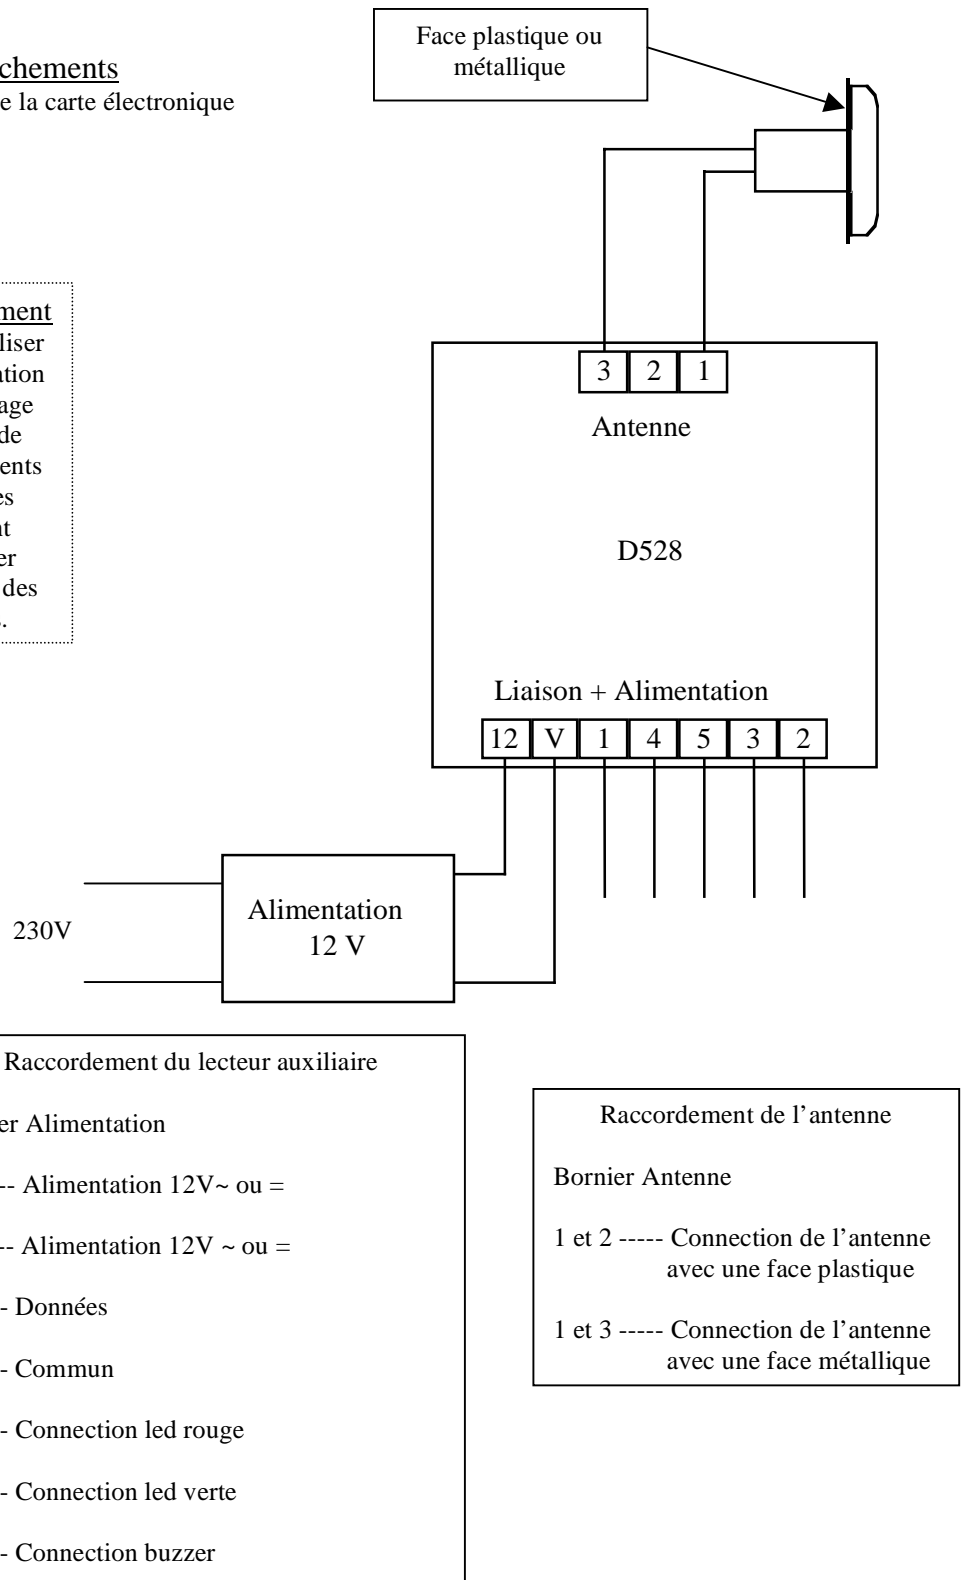 Face plastique ou
métallique
chements
e la carte électronique
ment
liser
ation
age
de
ents
es
nt
er
des
.
3 2 1
Antenne
D528
Liaison + Alimentation
12 V 1 4 5 3 2
230V
Alimentation
12 V
Raccordement du lecteur auxiliaire
er Alimentation
-- Alimentation 12V~ ou =
-- Alimentation 12V ~ ou =
- Données
- Commun
- Connection led rouge
- Connection led verte
- Connection buzzer
Raccordement de l’antenne
Bornier Antenne
1 et 2 ----- Connection de l’antenne
avec une face plastique
1 et 3 ----- Connection de l’antenne
avec une face métallique